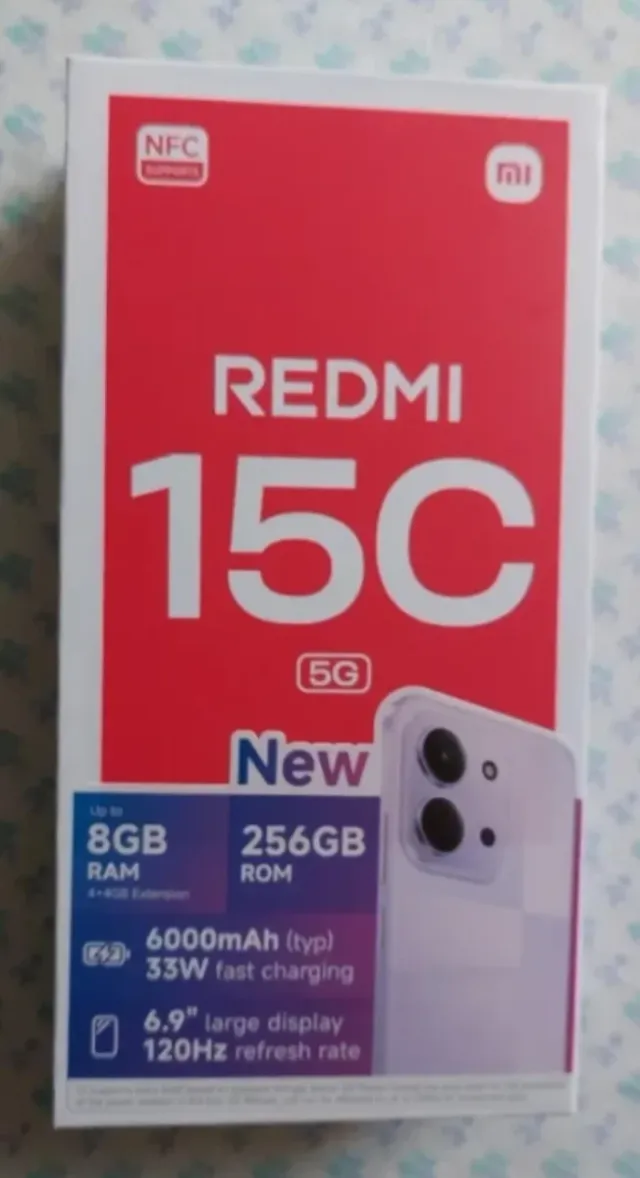 NFC
SUPPORTS
mi
REDMI
15C
5G
New
Up to
8GB
RAM
4+4GB Extension
256GB
ROM
6000mAh (typ)
33W fast charging
6.9" large display
120Hz refresh rate